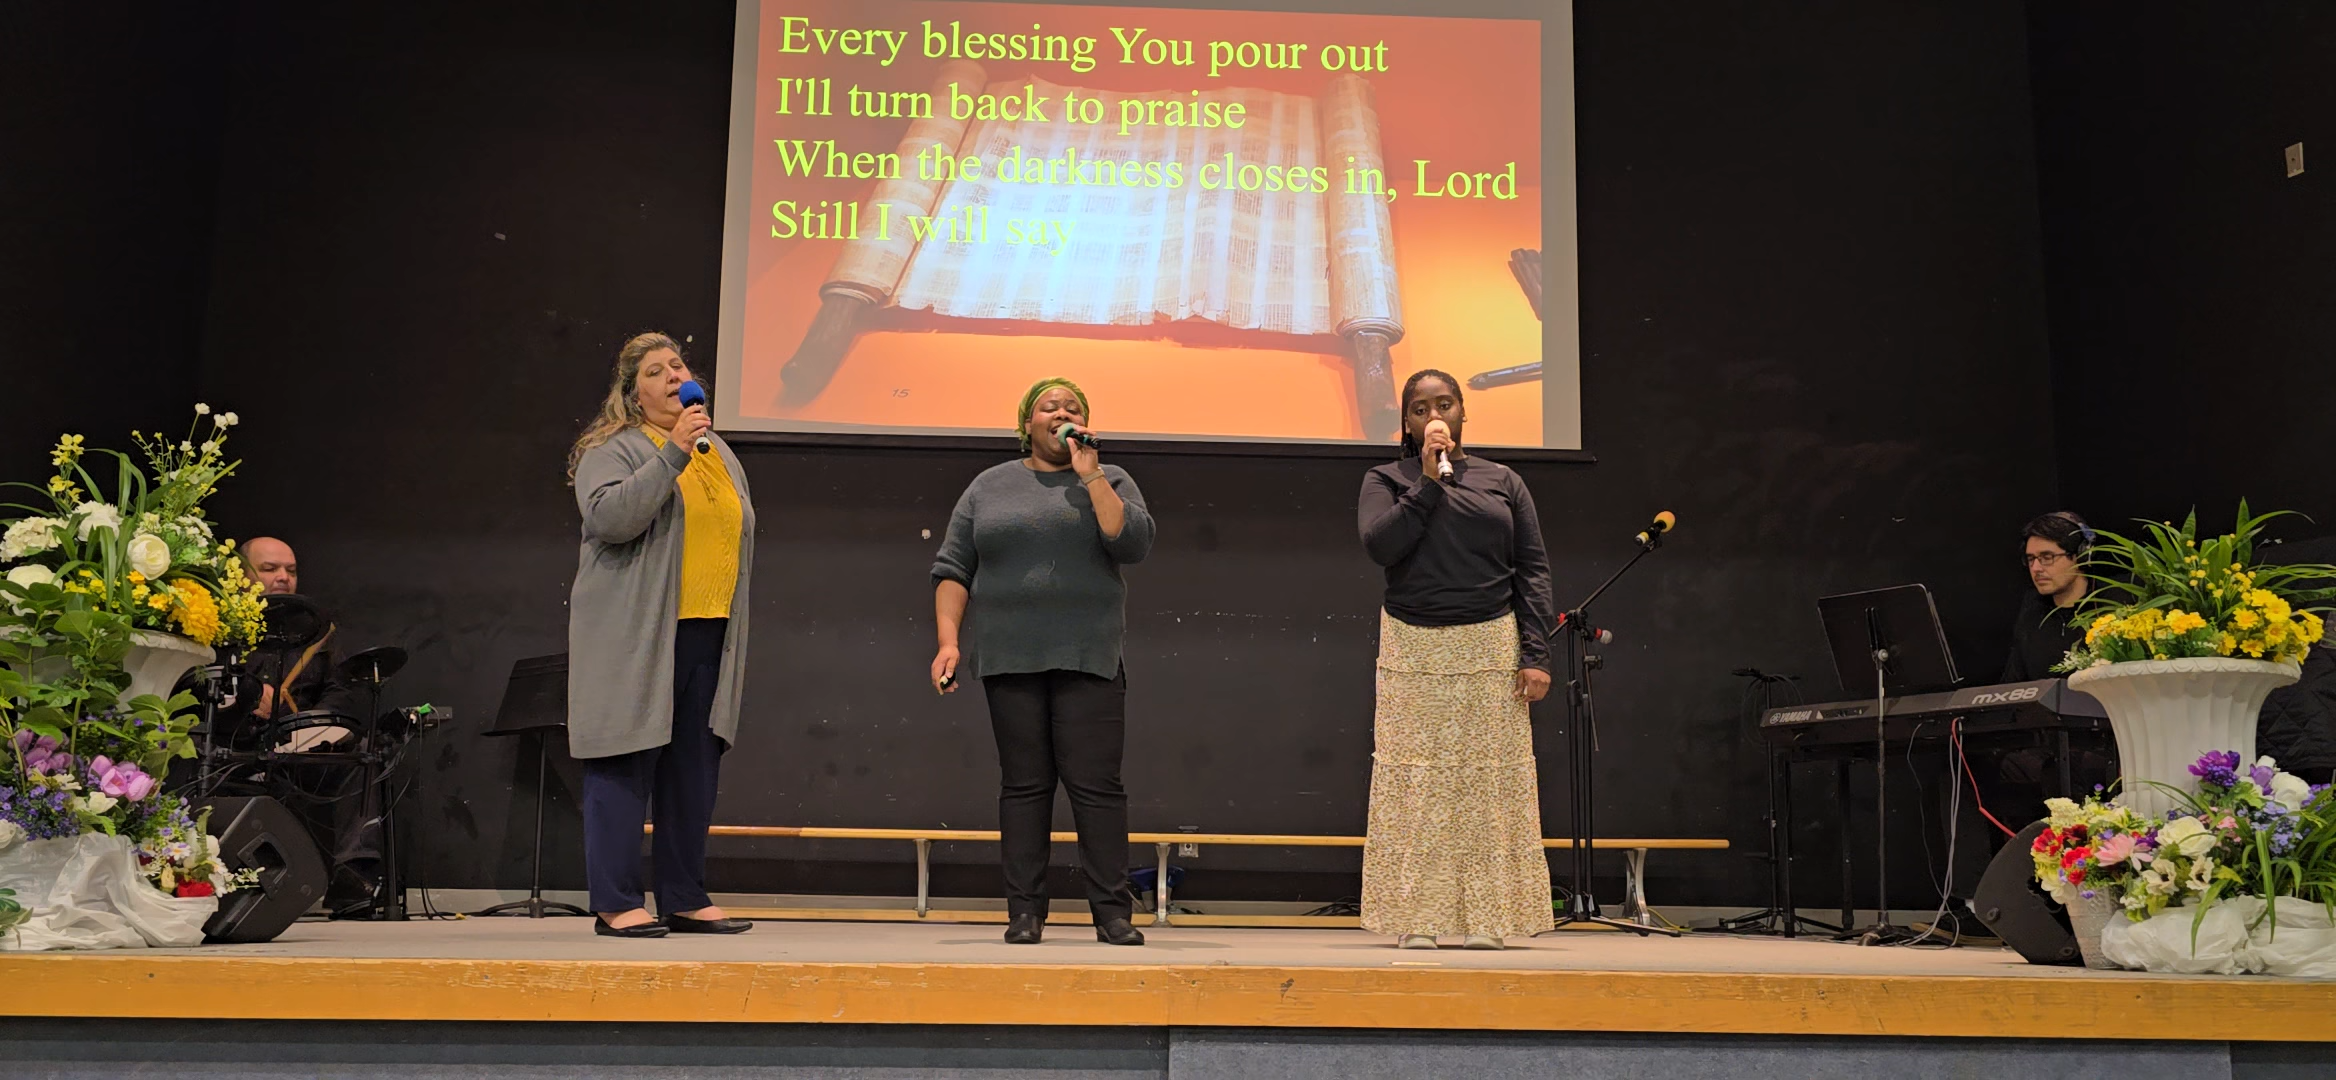 Every blessing You pour out
I'll turn back to praise
When the darkness closes in, Lord
Still I will say
15
YAMAHA
MX88